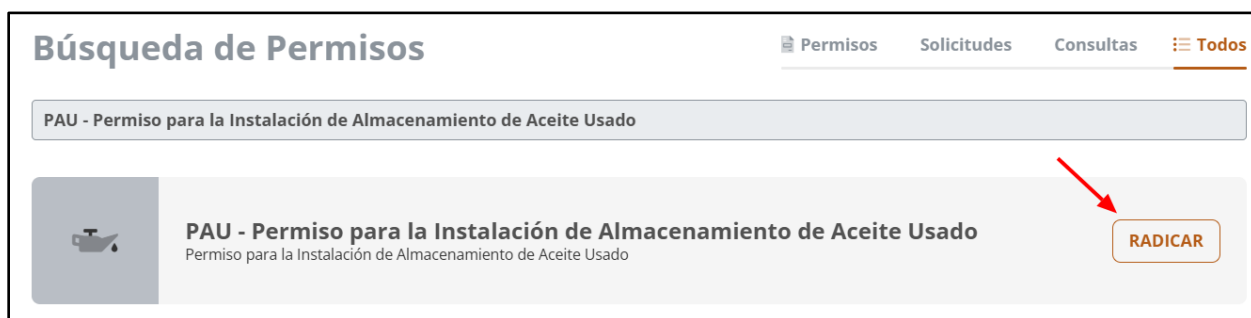 Búsqueda de Permisos
Permisos Solicitudes Consultas Todos
PAU - Permiso para la Instalación de Almacenamiento de Aceite Usado
PAU - Permiso para la Instalación de Almacenamiento de Aceite Usado
Permiso para la Instalación de Almacenamiento de Aceite Usado
RADICAR